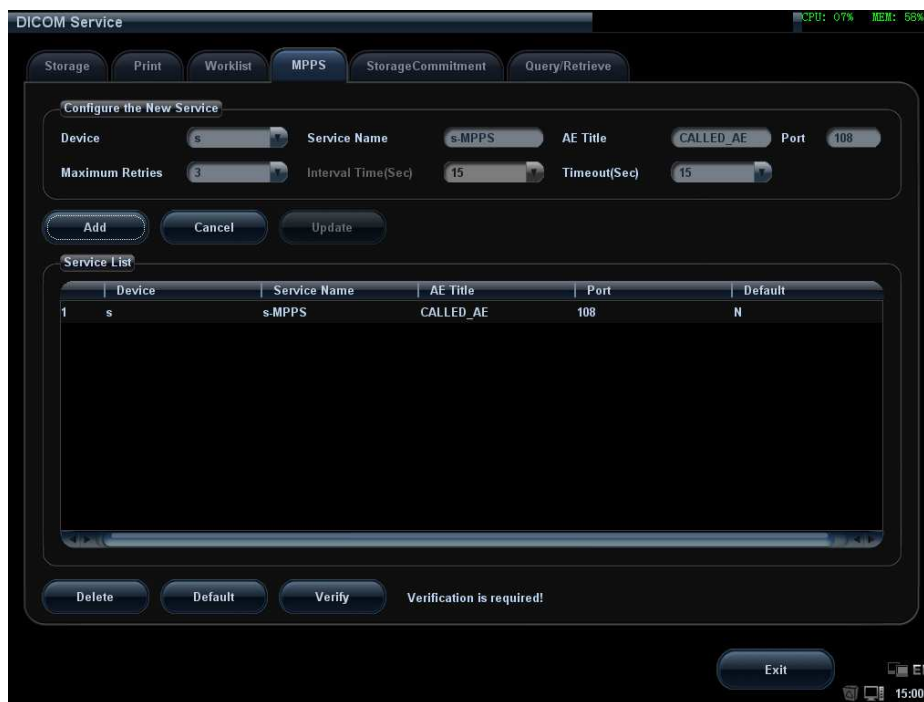 DICOM Service
CPU: 07% MEM: 58%
Storage Print Worklist MPPS StorageCommitment Query/Retrieve
Configure the New Service
Device s Service Name s-MPPS AE Title CALLED_AE Port 108
Maximum Retries 3 Interval Time(Sec) 15 Timeout(Sec) 15
Add Cancel Update
Service List
Device Service Name AE Title Port Default
1 s s-MPPS CALLED_AE 108 N
Delete Default Verify Verification is required!
Exit
15:00